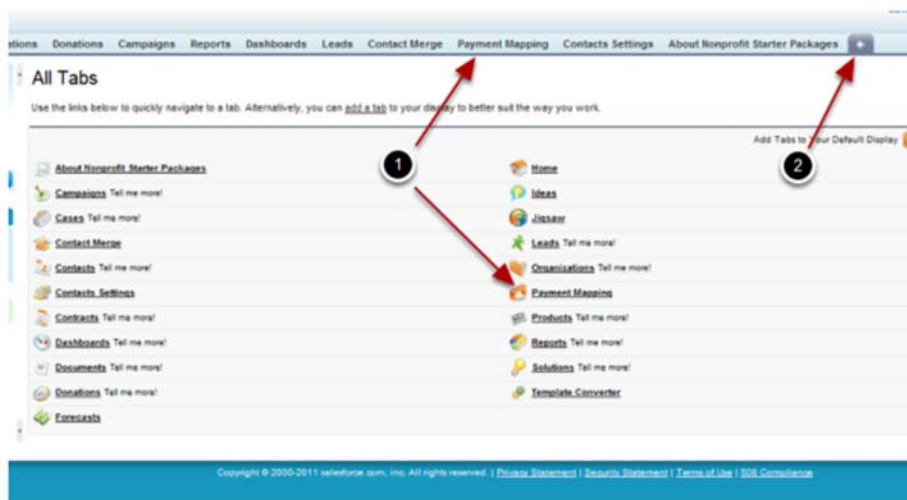 ations Donations Campaigns Reports Dashboards Leads Contact Merge Payment Mapping Contacts Settings About Nonprofit Starter Packages +
All Tabs
Use the links below to quickly navigate to a tab. Alternatively, you can add a tab to your display to better suit the way you work.
Add Tabs to Your Default Display
1
2
About Nonprofit Starter Packages
Campaigns Tell me more!
Cases Tell me more!
Contact Merge
Contacts Tell me more!
Contacts Settings
Contracts Tell me more!
Dashboards Tell me more!
Documents Tell me more!
Donations Tell me more!
Forecasts
Home
Ideas
Jigsaw
Leads Tell me more!
Organizations Tell me more!
Payment Mapping
Products Tell me more!
Reports Tell me more!
Solutions Tell me more!
Template Converter
Copyright © 2000-2011 salesforce.com, inc. All rights reserved. | Privacy Statement | Security Statement | Terms of Use | 508 Compliance